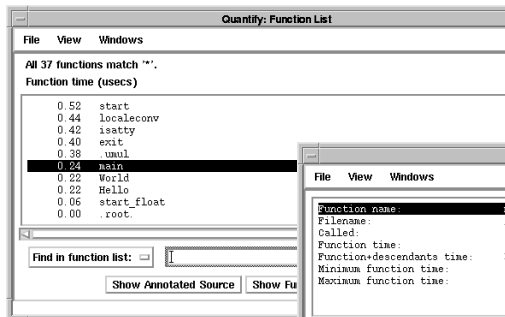 Quantify: Function List
File View Windows
All 37 functions match '*'.
Function time (usecs)
0.52 start
0.44 localeconv
0.42 isatty
0.40 exit
0.38 .umul
0.24 main
0.22 World
0.22 Hello
0.06 start_float
0.00 .root.
Find in function list:
Show Annotated Source Show Fu
File View Windows
Function name:
Filename:
Called:
Function time:
Function+descendants time:
Minimum function time:
Maximum function time: